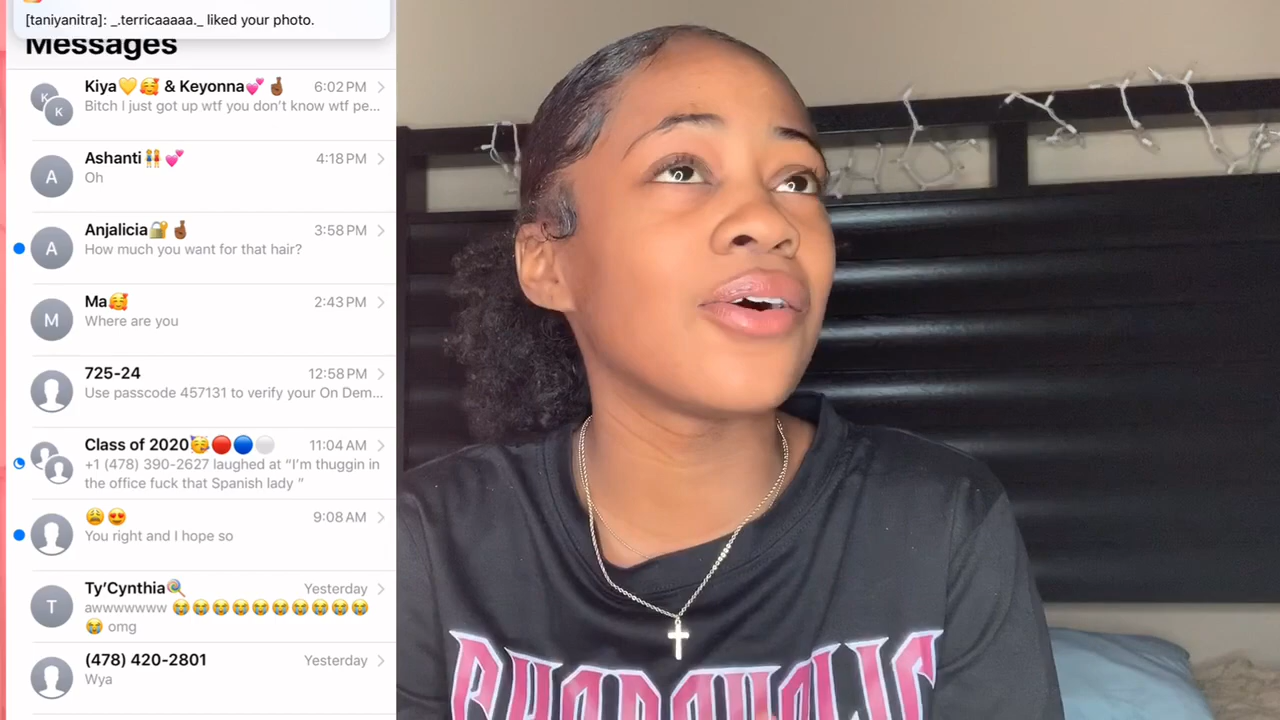 [taniyanitra]: _.terricaaaaa._ liked your photo.
Messages
Kiya💛🥰 & Keyonna💕🤞🏾 6:02 PM
Bitch I just got up wtf you don't know wtf pe...
K
K
Ashanti👭💕 4:18 PM
A
Oh
Anjalicia🔐🤞🏾 3:58 PM
A
How much you want for that hair?
Ma🥰 2:43 PM
M
Where are you
725-24 12:58 PM
Use passcode 457131 to verify your On Dem...
Class of 2020🥳🔴🔵⚪ 11:04 AM
+1 (478) 390-2627 laughed at “I'm thuggin in
the office fuck that Spanish lady ”
😩😍 9:08 AM
You right and I hope so
Ty'Cynthia🍭 Yesterday
T
awwwwwww 😭😭😭😭😭😭😭😭😭😭
😭 omg
(478) 420-2801 Yesterday
Wya